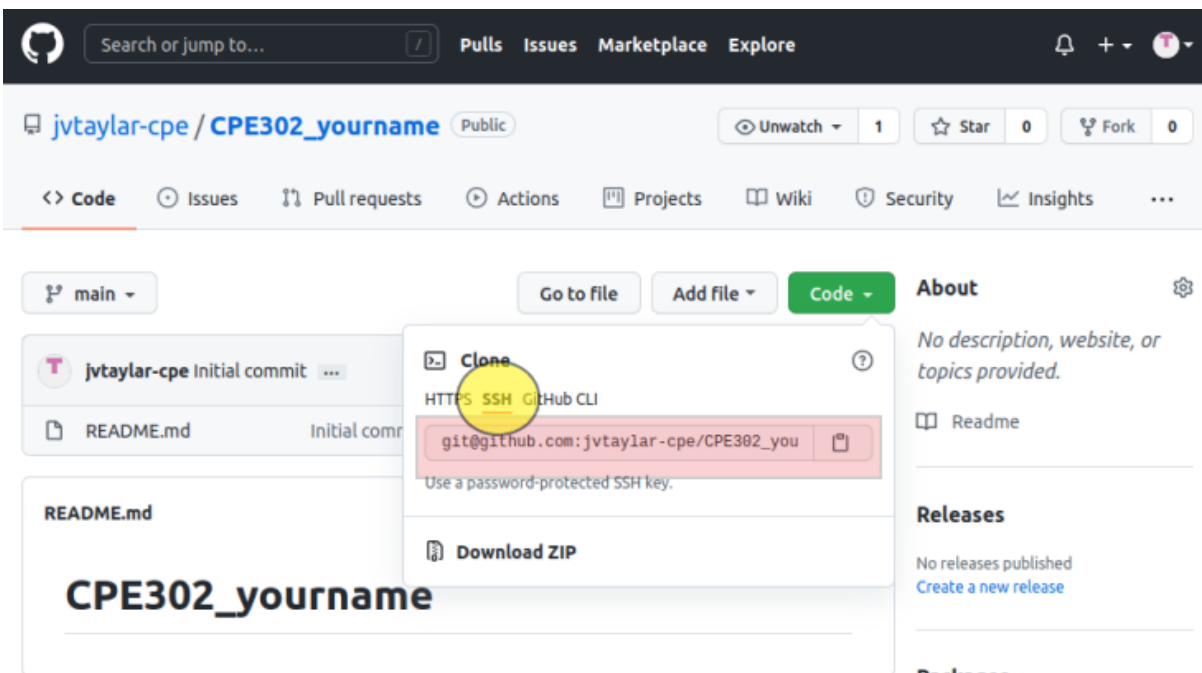 Search or jump to... / Pulls Issues Marketplace Explore
jvtaylar-cpe / CPE302_yourname Public Unwatch 1 Star 0 Fork 0
<> Code Issues Pull requests Actions Projects Wiki Security Insights ...
main Go to file Add file Code
About
No description, website, or
topics provided.
Readme
Releases
No releases published
Create a new release
T jvtaylar-cpe Initial commit ...
README.md Initial
Clone
HTTPS SSH GitHub CLI
git@github.com:jvtaylar-cpe/CPE302_you
Use a password-protected SSH key.
Download ZIP
README.md
CPE302_yourname